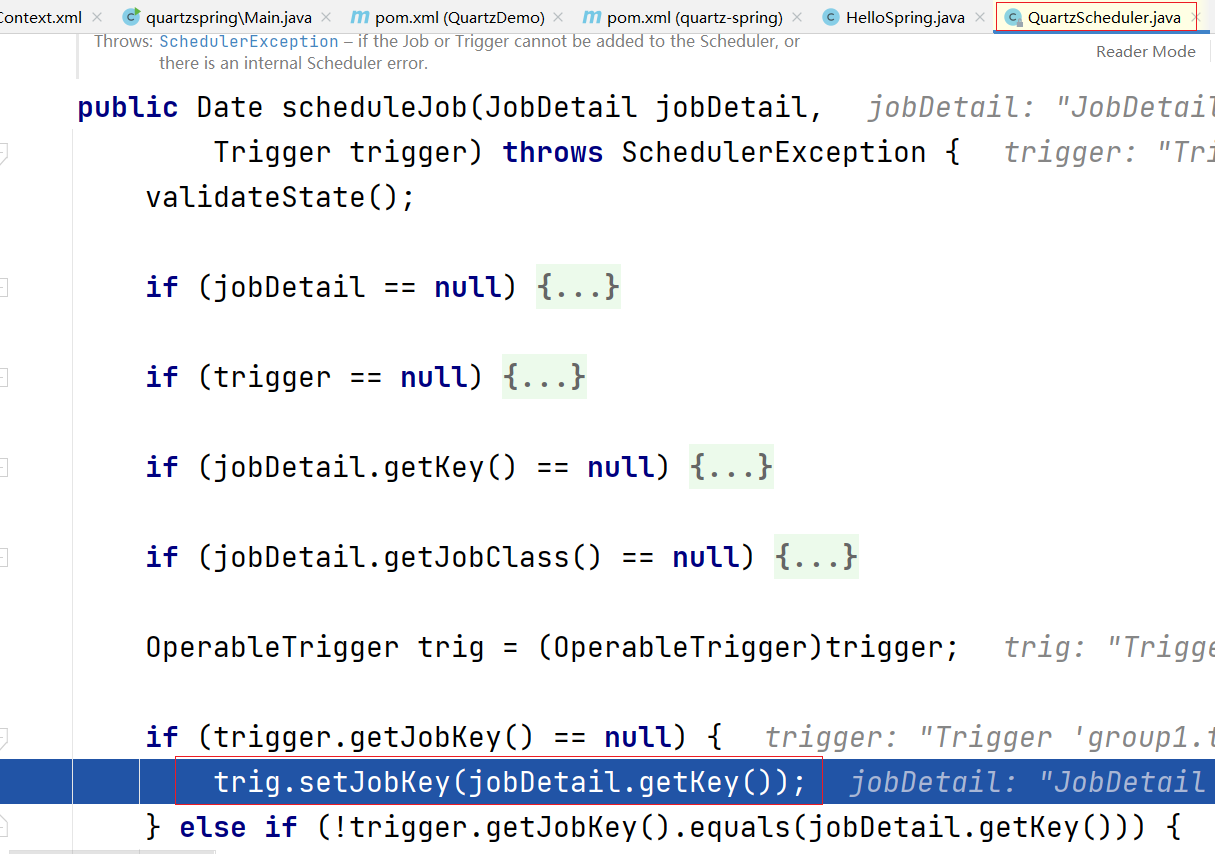 Context.xml quartzspring\Main.java pom.xml (QuartzDemo) pom.xml (quartz-spring) HelloSpring.java QuartzScheduler.java
Throws: SchedulerException – if the Job or Trigger cannot be added to the Scheduler, or
there is an internal Scheduler error.
Reader Mode
public Date scheduleJob(JobDetail jobDetail, jobDetail: "JobDetail
Trigger trigger) throws SchedulerException { trigger: "Tri
validateState();
if (jobDetail == null) {...}
if (trigger == null) {...}
if (jobDetail.getKey() == null) {...}
if (jobDetail.getJobClass() == null) {...}
OperableTrigger trig = (OperableTrigger)trigger; trig: "Trigge
if (trigger.getJobKey() == null) { trigger: "Trigger 'group1.t
trig.setJobKey(jobDetail.getKey()); jobDetail: "JobDetail
} else if (!trigger.getJobKey().equals(jobDetail.getKey())) {